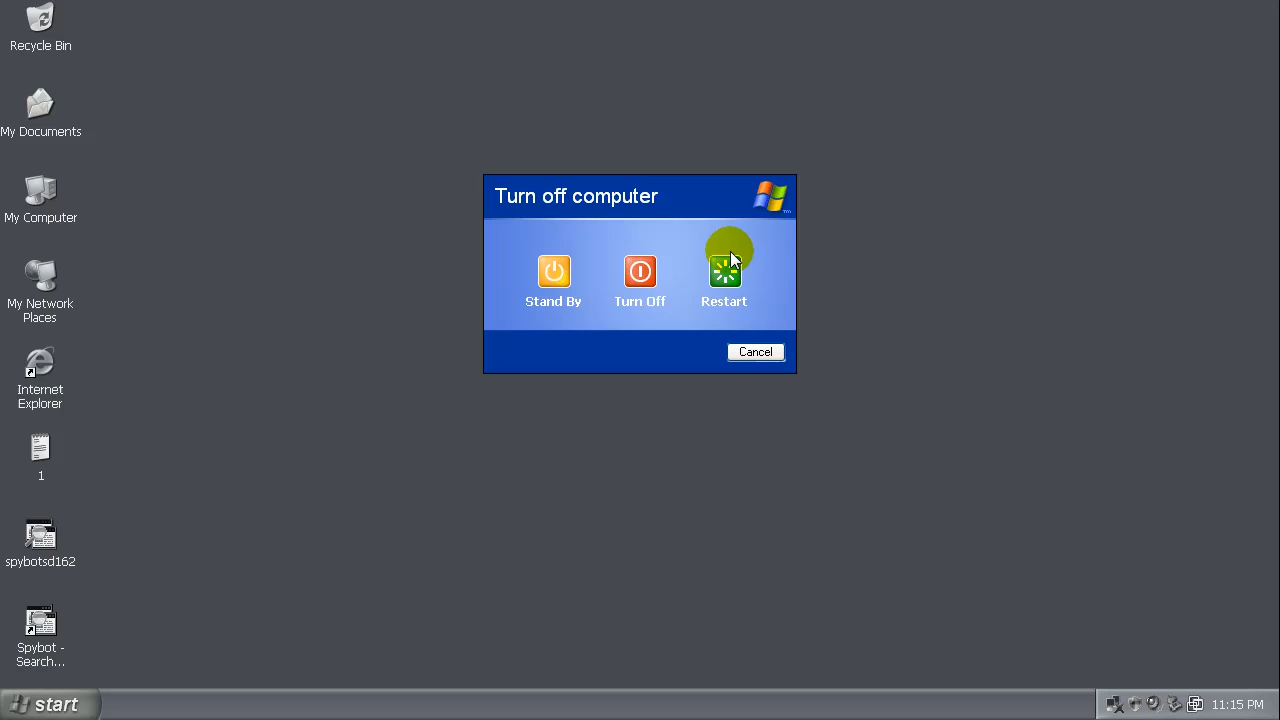 Recycle Bin
My Documents
My Computer
My Network
Places
Internet
Explorer
1
spybotsd162
Spybot -
Search...
Turn off computer
TM
Stand By
Turn Off
Restart
Cancel
start
11:15 PM